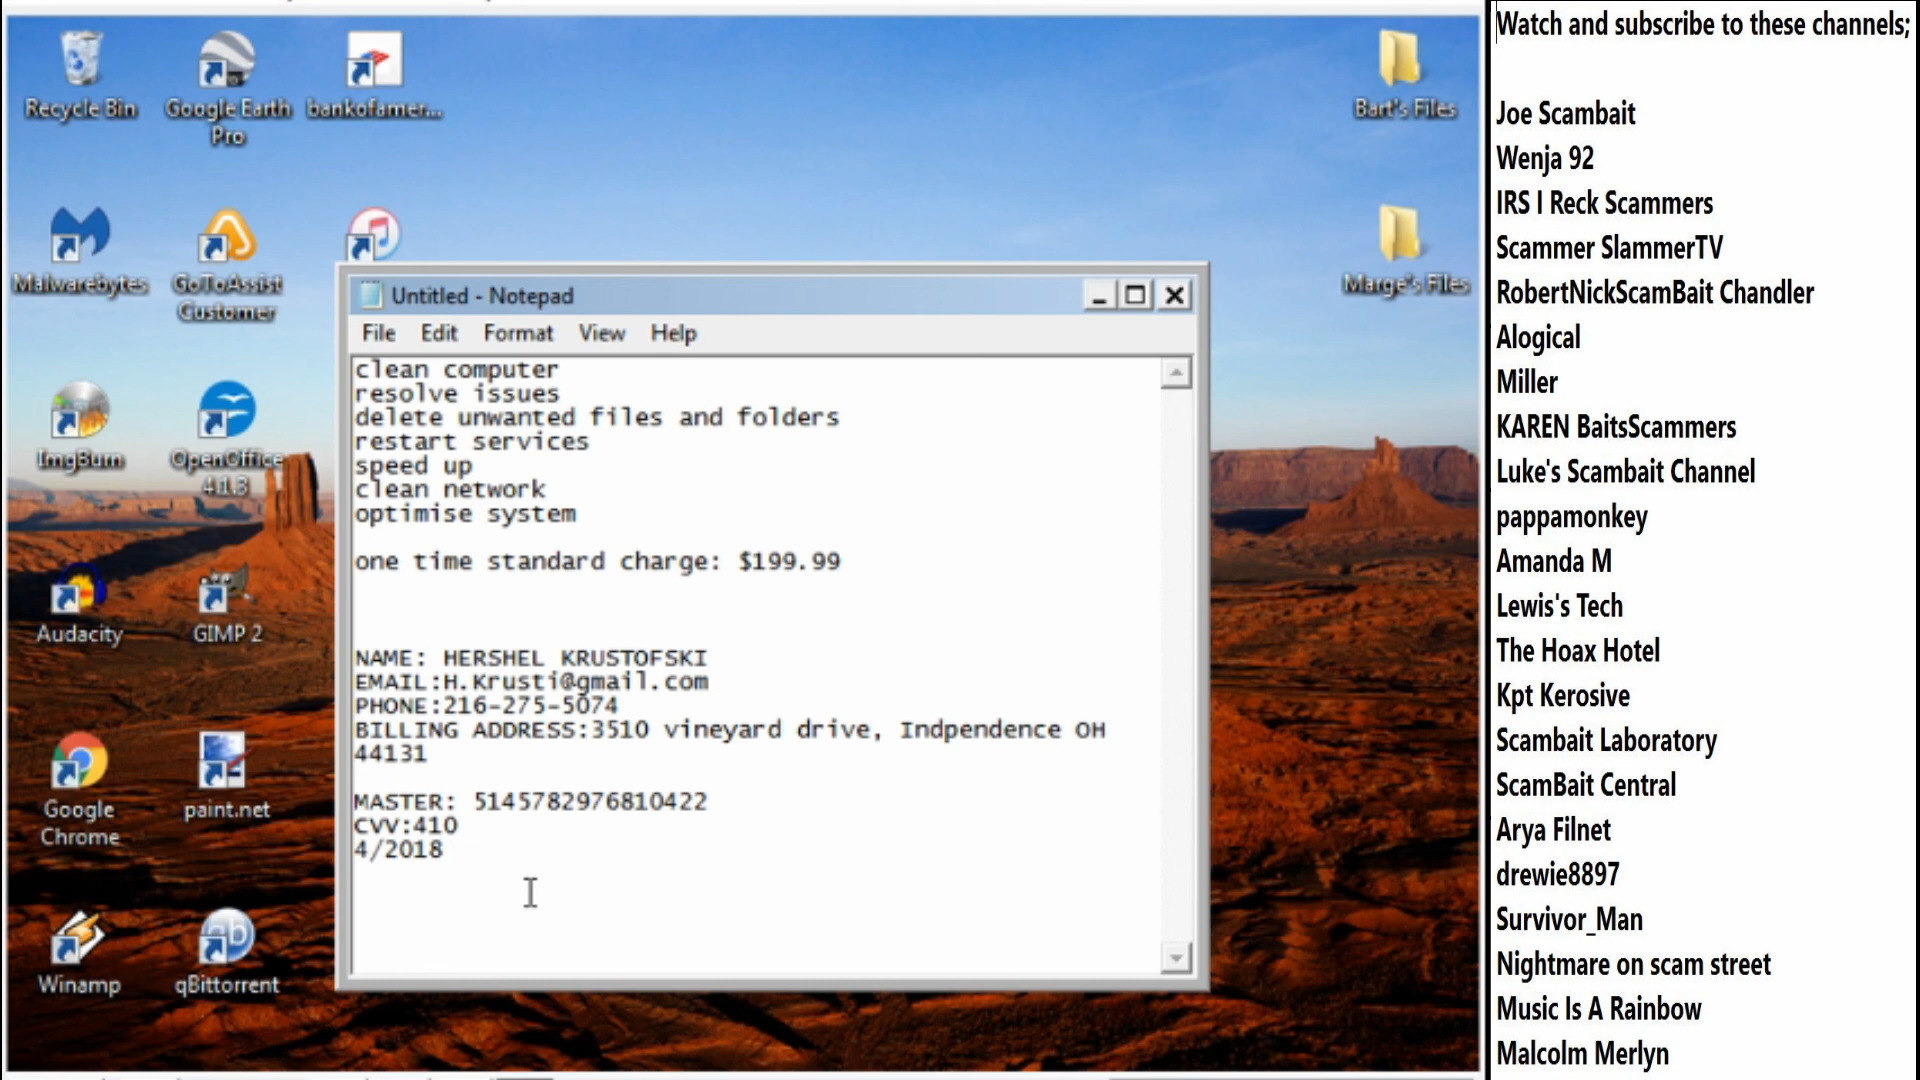 Recycle Bin
Google Earth
Pro
bankofamer...
Bart's Files
Malwarebytes
GoToAssist
Customer
Marge's Files
ImgBurn
OpenOffice
4.1.3
Audacity
GIMP 2
Google
Chrome
paint.net
Winamp
qBittorrent
Untitled - Notepad
File Edit Format View Help
clean computer
resolve issues
delete unwanted files and folders
restart services
speed up
clean network
optimise system
one time standard charge: $199.99
NAME: HERSHEL KRUSTOFSKI
EMAIL:H.Krusti@gmail.com
PHONE:216-275-5074
BILLING ADDRESS:3510 vineyard drive, Indpendence OH
44131
MASTER: 5145782976810422
CVV:410
4/2018
Watch and subscribe to these channels;
Joe Scambait
Wenja 92
IRS I Reck Scammers
Scammer SlammerTV
RobertNickScamBait Chandler
Alogical
Miller
KAREN BaitsScammers
Luke's Scambait Channel
pappamonkey
Amanda M
Lewis's Tech
The Hoax Hotel
Kpt Kerosive
Scambait Laboratory
ScamBait Central
Arya Filnet
drewie8897
Survivor_Man
Nightmare on scam street
Music Is A Rainbow
Malcolm Merlyn